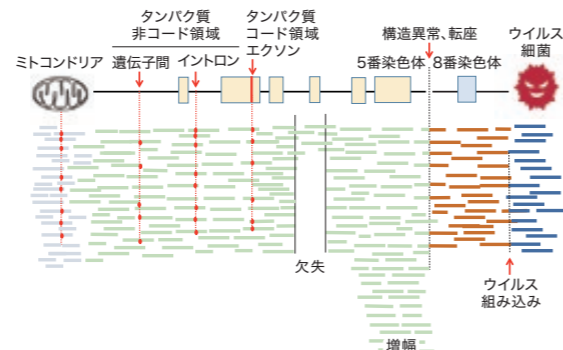 タンパク質
非コード領域
タンパク質
コード領域
エクソン
構造異常、転座
ウイルス
細菌
ミトコンドリア
遺伝子間
イントロン
5番染色体
8番染色体
欠失
ウイルス
組み込み
増幅